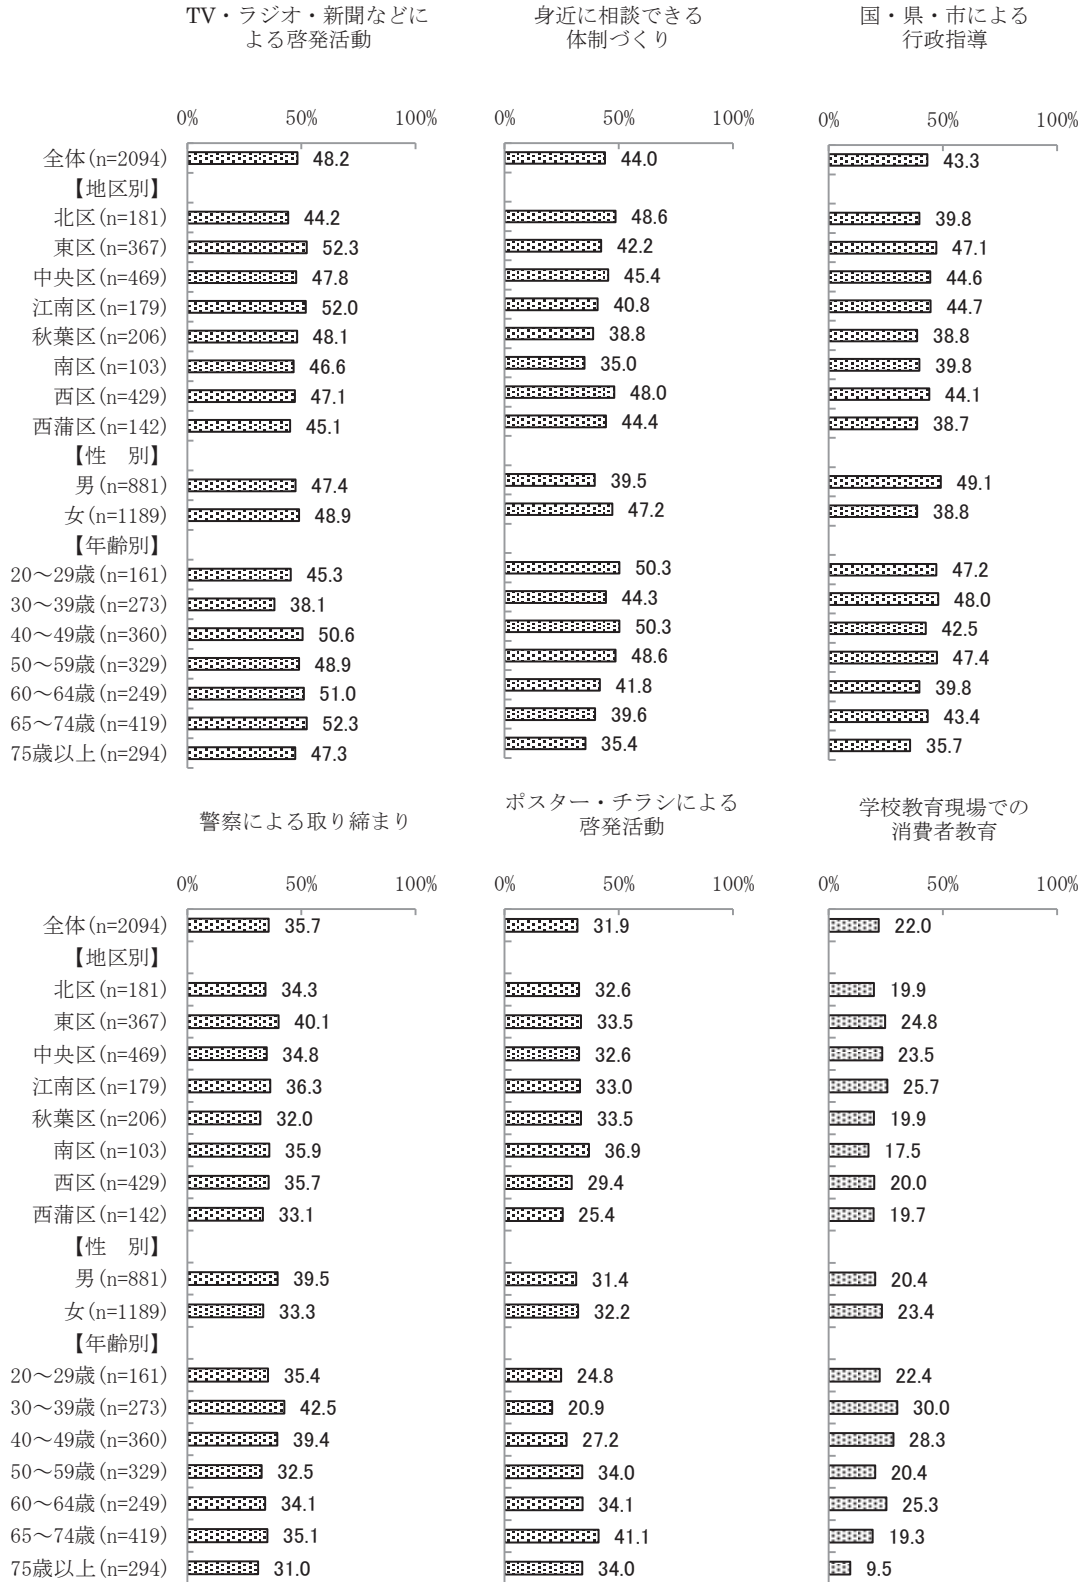 TV・ラジオ・新聞などに
よる啓発活動
身近に相談できる
体制づくり
国・県・市による
行政指導
0% 50% 100% 0% 50% 100% 0% 50% 100%
全体(n=2094) 48.2 44.0 43.3
【地区別】
北区(n=181) 44.2 48.6 39.8
東区(n=367) 52.3 42.2 47.1
中央区(n=469) 47.8 45.4 44.6
江南区(n=179) 52.0 40.8 44.7
秋葉区(n=206) 48.1 38.8 38.8
南区(n=103) 46.6 35.0 39.8
西区(n=429) 47.1 48.0 44.1
西蒲区(n=142) 45.1 44.4 38.7
【性　別】
男(n=881) 47.4 39.5 49.1
女(n=1189) 48.9 47.2 38.8
【年齢別】
20～29歳(n=161) 45.3 50.3 47.2
30～39歳(n=273) 38.1 44.3 48.0
40～49歳(n=360) 50.6 50.3 42.5
50～59歳(n=329) 48.9 48.6 47.4
60～64歳(n=249) 51.0 41.8 39.8
65～74歳(n=419) 52.3 39.6 43.4
75歳以上(n=294) 47.3 35.4 35.7
警察による取り締まり
ポスター・チラシによる
啓発活動
学校教育現場での
消費者教育
0% 50% 100% 0% 50% 100% 0% 50% 100%
全体(n=2094) 35.7 31.9 22.0
【地区別】
北区(n=181) 34.3 32.6 19.9
東区(n=367) 40.1 33.5 24.8
中央区(n=469) 34.8 32.6 23.5
江南区(n=179) 36.3 33.0 25.7
秋葉区(n=206) 32.0 33.5 19.9
南区(n=103) 35.9 36.9 17.5
西区(n=429) 35.7 29.4 20.0
西蒲区(n=142) 33.1 25.4 19.7
【性　別】
男(n=881) 39.5 31.4 20.4
女(n=1189) 33.3 32.2 23.4
【年齢別】
20～29歳(n=161) 35.4 24.8 22.4
30～39歳(n=273) 42.5 20.9 30.0
40～49歳(n=360) 39.4 27.2 28.3
50～59歳(n=329) 32.5 34.0 20.4
60～64歳(n=249) 34.1 34.1 25.3
65～74歳(n=419) 35.1 41.1 19.3
75歳以上(n=294) 31.0 34.0 9.5